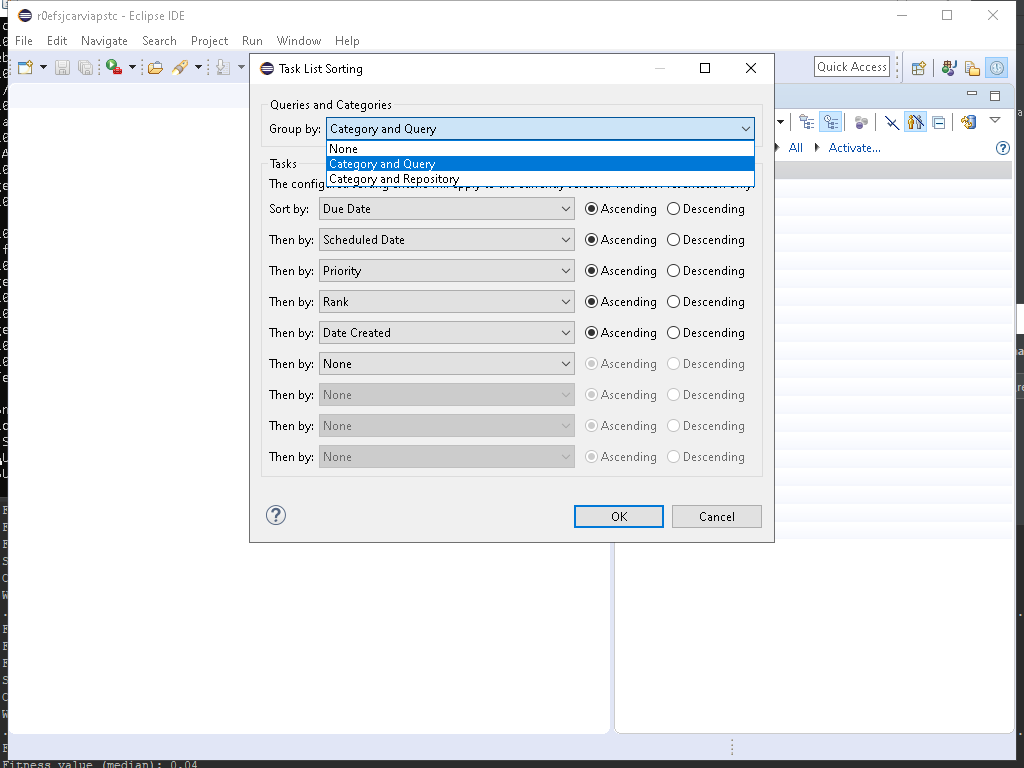 r0efsjcarviapstc - Eclipse IDE
File Edit Navigate Search Project Run Window Help
Quick Access
Task List Sorting
Queries and Categories
Group by: Category and Query
None
Category and Query
Category and Repository
All Activate...
Tasks
Sort by: Due Date Ascending Descending
Then by: Scheduled Date Ascending Descending
Then by: Priority Ascending Descending
Then by: Rank Ascending Descending
Then by: Date Created Ascending Descending
Then by: None Ascending Descending
Then by: None Ascending Descending
Then by: None Ascending Descending
Then by: None Ascending Descending
OK Cancel
Fitness value (median): 0.04